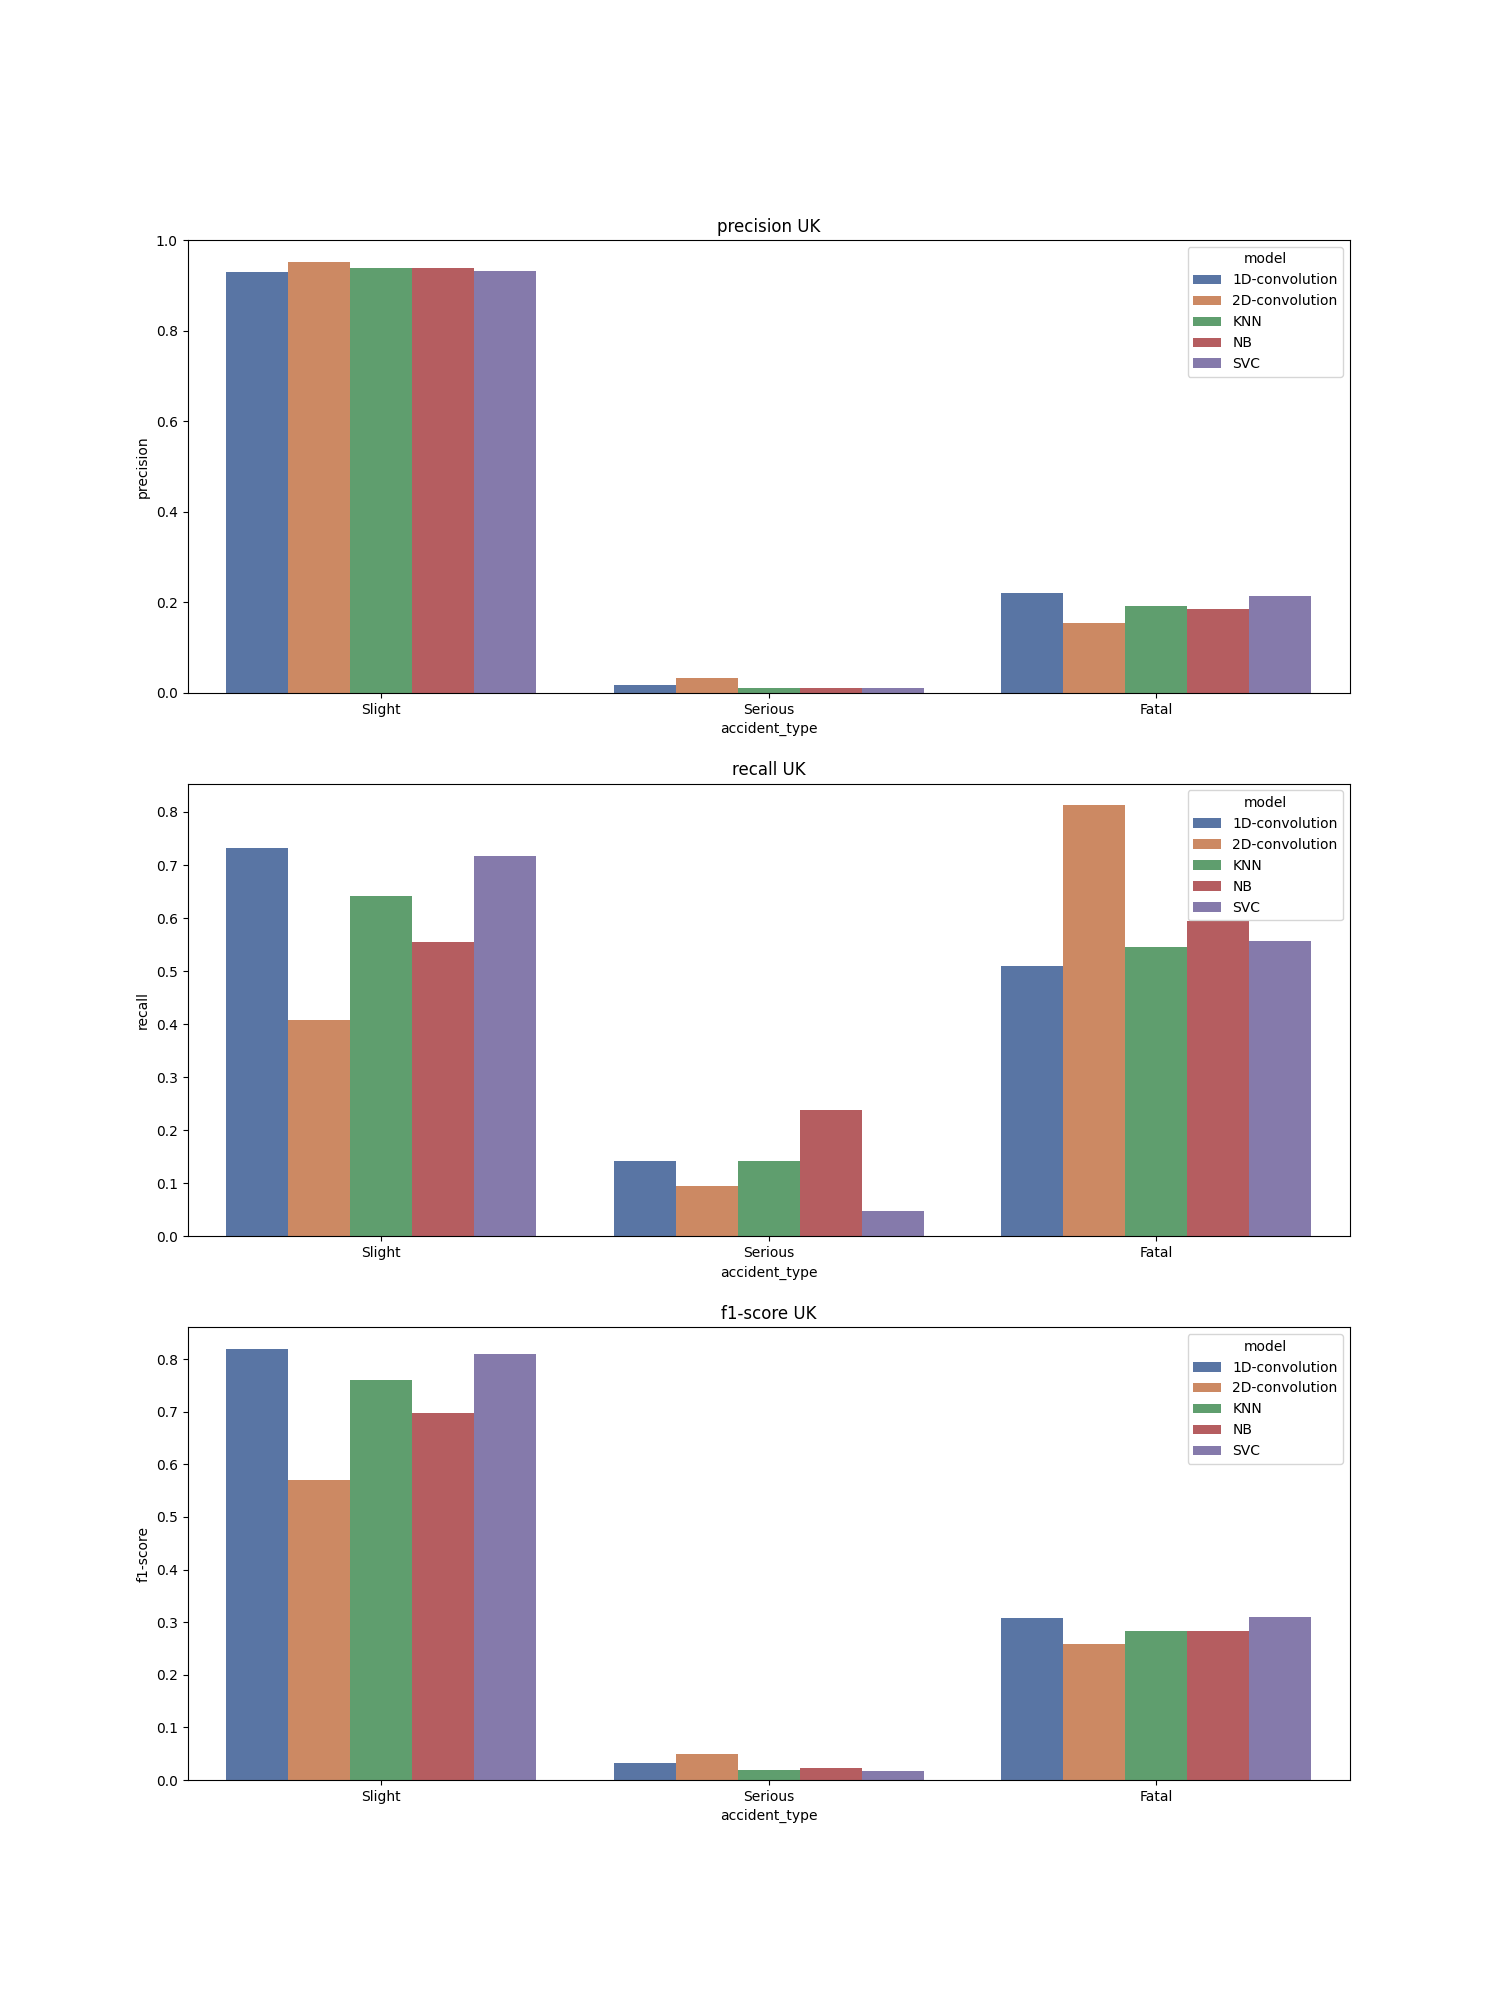 precision UK
1.0
0.8
0.6
0.4
0.2
0.0
precision
model
1D-convolution
2D-convolution
KNN
NB
SVC
Slight Serious Fatal
accident_type
recall UK
0.8
0.7
0.6
0.5
0.4
0.3
0.2
0.1
0.0
recall
model
1D-convolution
2D-convolution
KNN
NB
SVC
Slight Serious Fatal
accident_type
f1-score UK
0.8
0.7
0.6
0.5
0.4
0.3
0.2
0.1
0.0
f1-score
model
1D-convolution
2D-convolution
KNN
NB
SVC
Slight Serious Fatal
accident_type